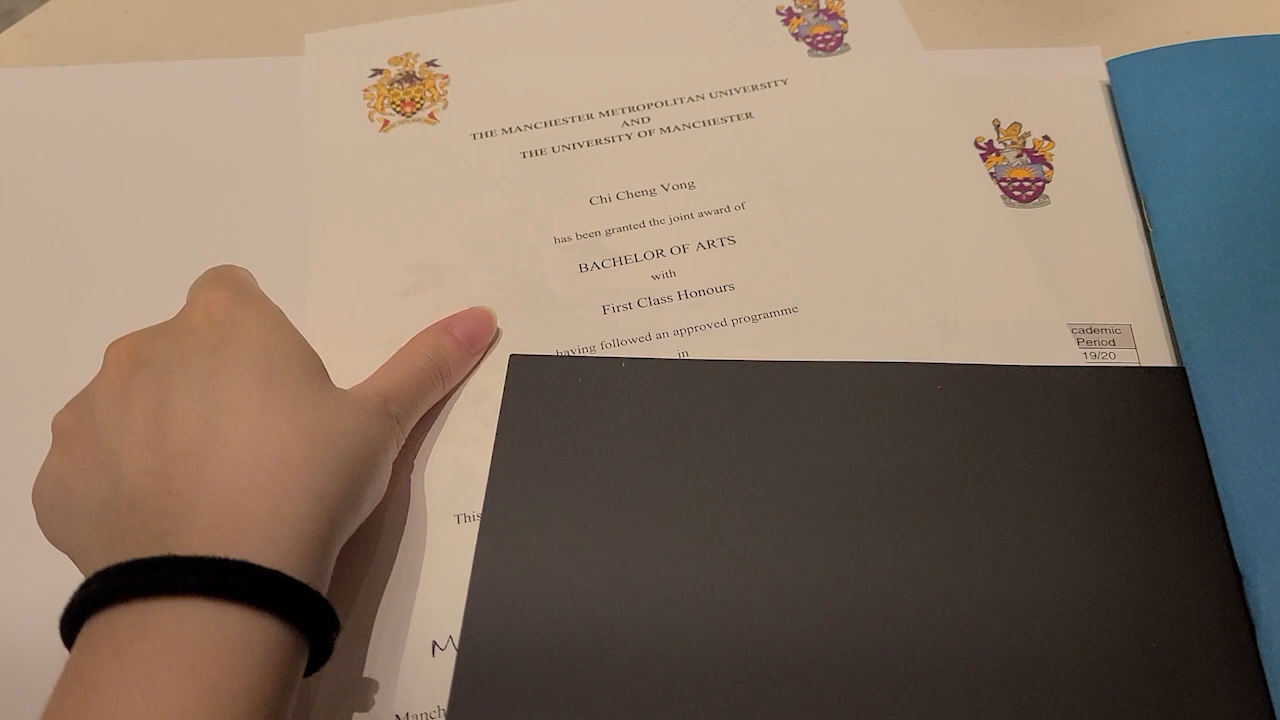 THE MANCHESTER METROPOLITAN UNIVERSITY
AND
THE UNIVERSITY OF MANCHESTER
Chi Cheng Vong
has been granted the joint award of
BACHELOR OF ARTS
with
First Class Honours
having followed an approved programme
in
cademic
Period
19/20
This
M
Manch